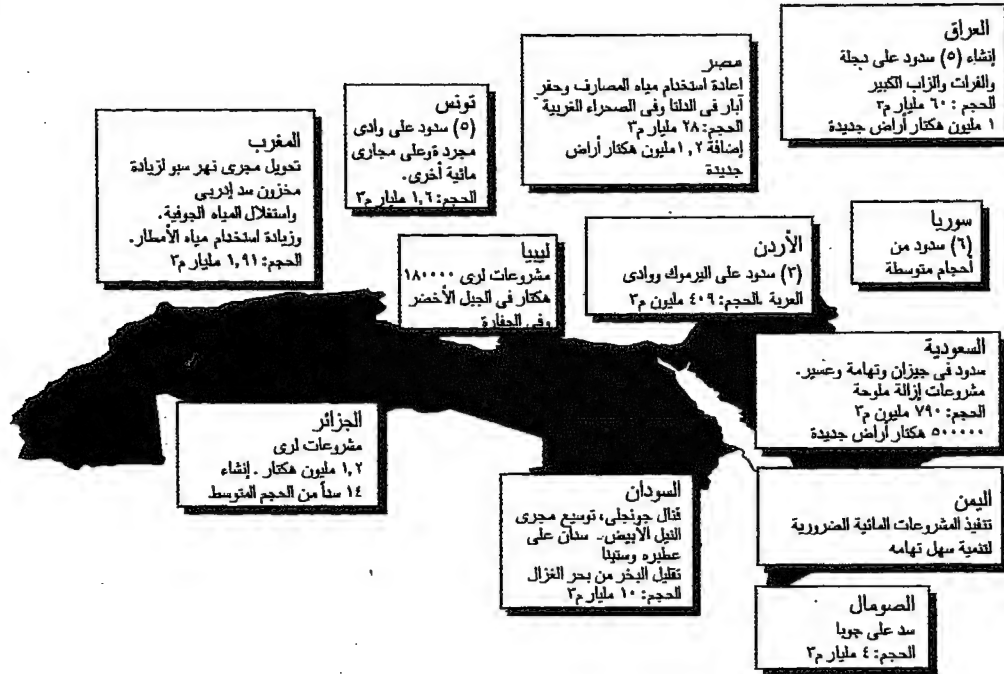 العراق
إنشاء (٥) سدود على دجلة
والفرات والزاب الكبير
الحجم : ٦٠ مليار م٣
١ مليون هكتار أراض جديدة
مصر
اعادة استخدام مياه المصارف وحفر
آبار فى الدلتا وفى الصحراء الغربية
الحجم: ٢٨ مليار م٣
إضافة ١,٢ مليون هكتار أراض
جديدة
تونس
(٥) سدود على وادى
مجردة وعلى مجارى
مائية أخرى.
الحجم: ١,٦ مليار م٣
المغرب
تحويل مجرى نهر سبو لزيادة
مخزون سد إدربى
واستغلال المياه الجوفية.
وزيادة استخدام مياه الأمطار.
الحجم: ١,٩١ مليار م٣
سوريا
(٦) سدود من
أحجام متوسطة
الأردن
(٣) سدود على اليرموك ووادى
العربة .الحجم: ٤٠٩ مليون م٣
ليبيا
مشروعات لرى ١٨٠٠٠٠
هكتار فى الجبل الأخضر
وفى الجفارة
السعودية
سدود فى جيزان وتهامة وعسير.
مشروعات إزالة ملوحة
الحجم: ٧٩٠ مليون م٣
٥٠٠٠٠٠ هكتار أراض جديدة
الجزائر
مشروعات لرى
١,٢ مليون هكتار . إنشاء
١٤ سداً من الحجم المتوسط
السودان
قنال جونجلى، توسيع مجرى
النيل الأبيض.. سدان على
عطبره وستيتا
تقليل البخر من بحر الغزال
الحجم: ١٠ مليار م٣
اليمن
تنفيذ المشروعات المائية الضرورية
لتنمية سهل تهامه
الصومال
سد على جوبا
الحجم: ٤ مليار م٣